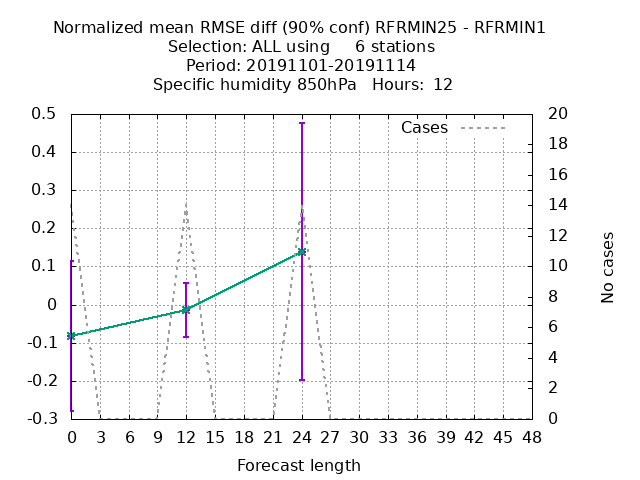 Normalized mean RMSE diff (90% conf) RFRMIN25 - RFRMIN1
Selection: ALL using     6 stations
Period: 20191101-20191114
Specific humidity 850hPa   Hours:  12
Cases
0.5
0.4
0.3
0.2
0.1
0
-0.1
-0.2
-0.3
20
18
16
14
12
10
8
6
4
2
0
No cases
0 3 6 9 12 15 18 21 24 27 30 33 36 39 42 45 48
Forecast length